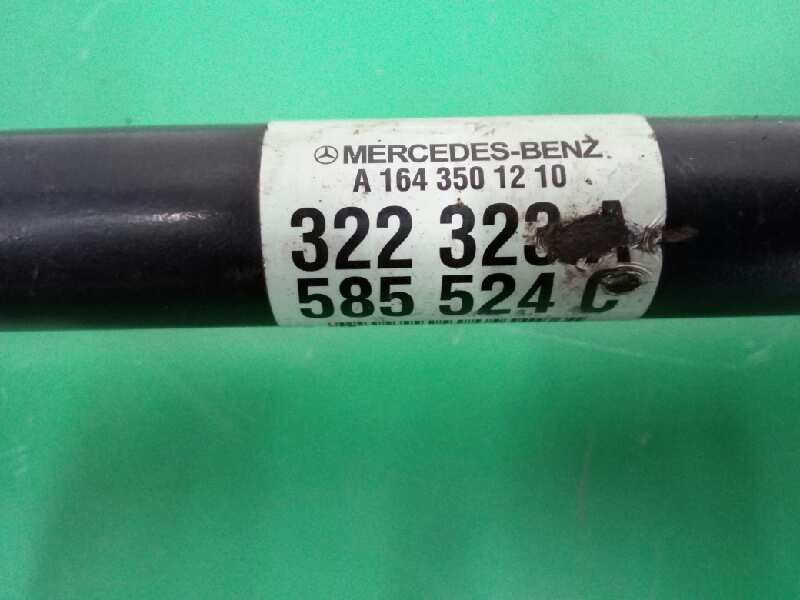 MERCEDES-BENZ
A 164 350 12 10
322 323 A
585 524 C